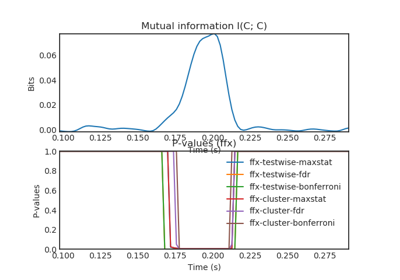 Mutual information I(C; C)
Bits
0.06
0.04
0.02
0.00
0.100 0.125 0.150 0.175 0.200 0.225 0.250 0.275
Time (s)
P-values (ffx)
P-values
1.0
0.8
0.6
0.4
0.2
0.0
ffx-testwise-maxstat
ffx-testwise-fdr
ffx-testwise-bonferroni
ffx-cluster-maxstat
ffx-cluster-fdr
ffx-cluster-bonferroni
0.100 0.125 0.150 0.175 0.200 0.225 0.250 0.275
Time (s)